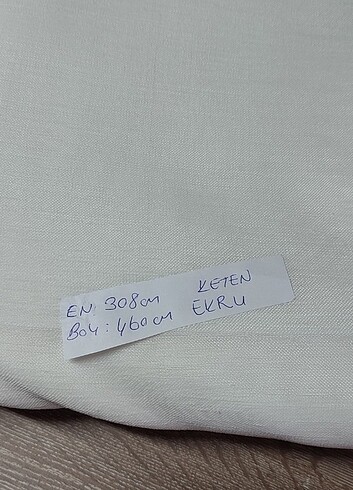 EN: 308cm KETEN
BOY: 460cm EKRU